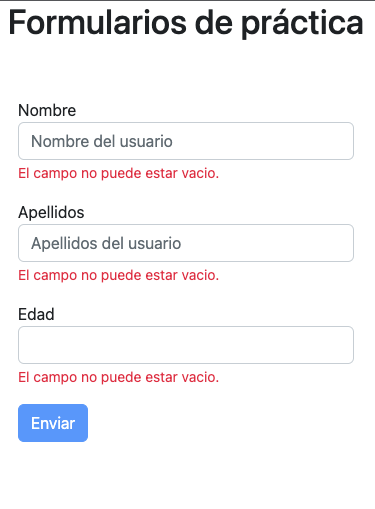 Formularios de práctica
Nombre
Nombre del usuario
El campo no puede estar vacio.
Apellidos
Apellidos del usuario
El campo no puede estar vacio.
Edad
El campo no puede estar vacio.
Enviar